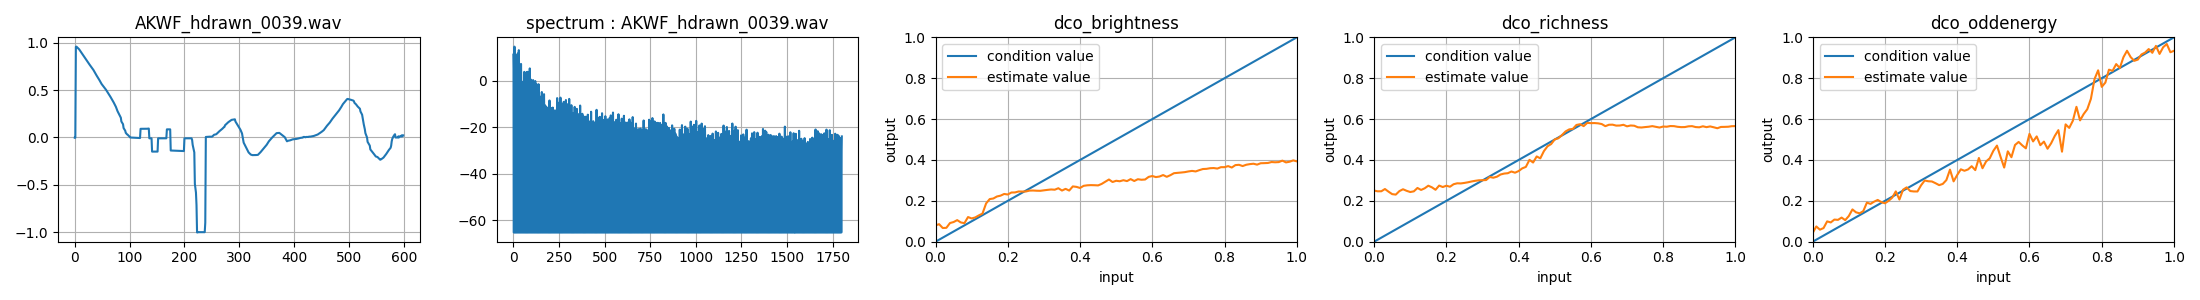 AKWF_hdrawn_0039.wav
1.0
0.5
0.0
−0.5
−1.0
0 100 200 300 400 500 600
spectrum : AKWF_hdrawn_0039.wav
0
−20
−40
−60
0 250 500 750 1000 1250 1500 1750
dco_brightness
condition value
estimate value
output
1.0
0.8
0.6
0.4
0.2
0.0
0.0 0.2 0.4 0.6 0.8 1.0
input
dco_richness
condition value
estimate value
output
1.0
0.8
0.6
0.4
0.2
0.0
0.0 0.2 0.4 0.6 0.8 1.0
input
dco_oddenergy
condition value
estimate value
output
1.0
0.8
0.6
0.4
0.2
0.0
0.0 0.2 0.4 0.6 0.8 1.0
input